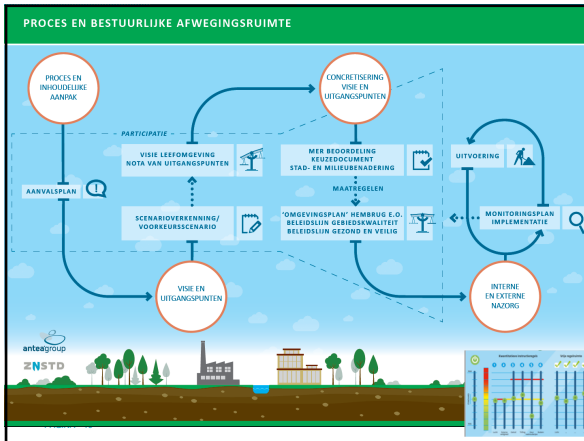 PROCES EN BESTUURLIJKE AFWEGINGSRUIMTE
PROCES EN
INHOUDELIJKE
AANPAK
CONCRETISERING
VISIE EN
UITGANGSPUNTEN
PARTICIPATIE
VISIE LEEFOMGEVING
NOTA VAN UITGANGSPUNTEN
MER BEOORDELING
KEUZEDOCUMENT
STAD- EN MILIEUBENADERING
UITVOERING
AANVALSPLAN
MAATREGELEN
SCENARIOVERKENNING/
VOORKEURSSCENARIO
'OMGEVINGSPLAN' HEMBRUG E.O.
BELEIDSLIJN GEBIEDSKWALITEIT
BELEIDSLIJN GEZOND EN VEILIG
MONITORINGSPLAN
IMPLEMENTATIE
VISIE EN
UITGANGSPUNTEN
INTERNE
EN EXTERNE
NAZORG
anteagroup
ZNSTD